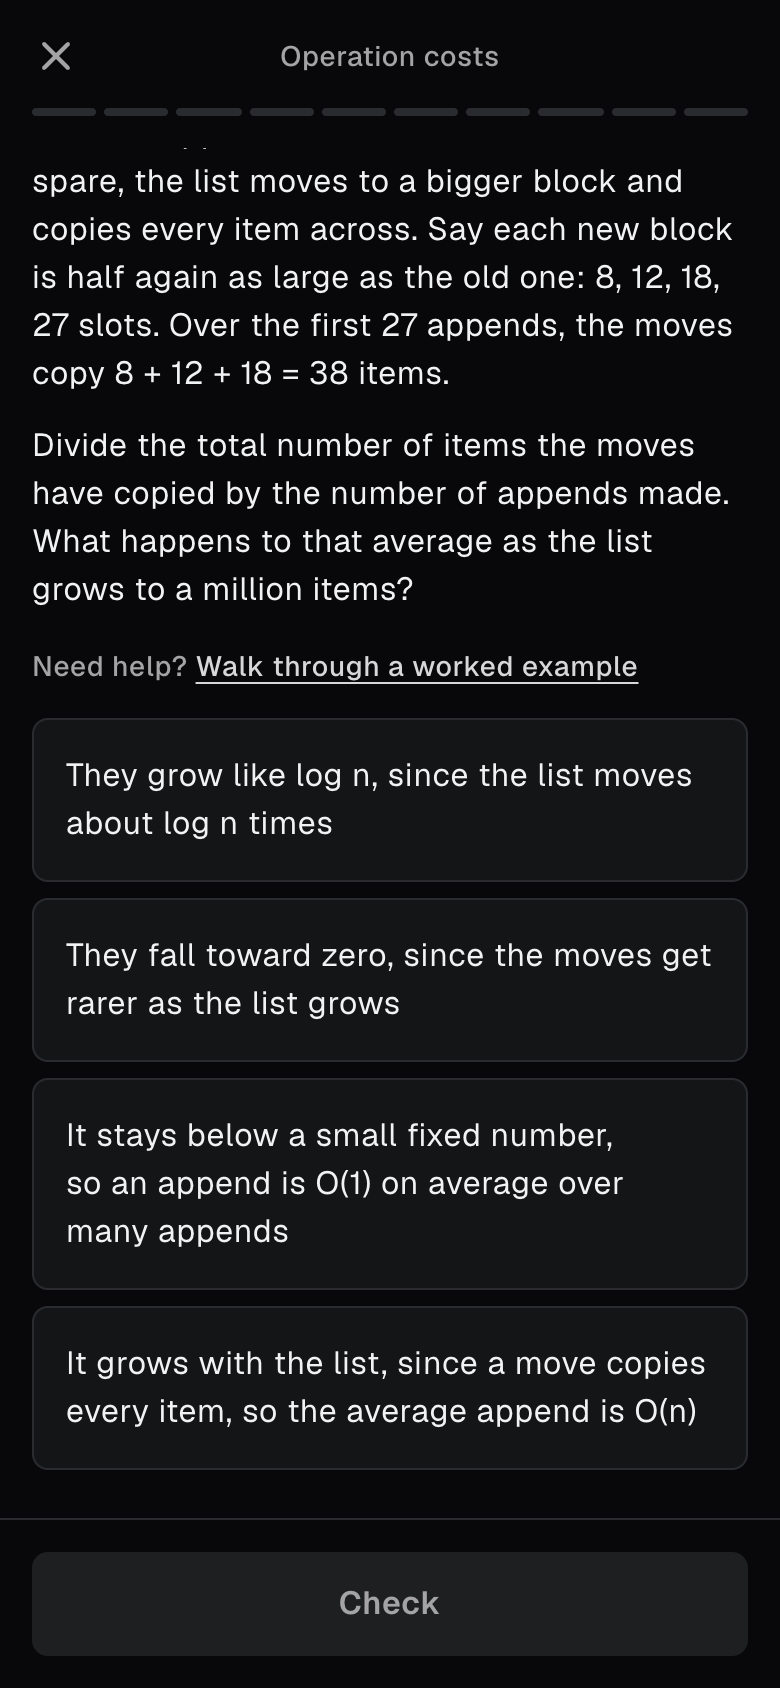 Operation costs
spare, the list moves to a bigger block and
copies every item across. Say each new block
is half again as large as the old one: 8, 12, 18,
27 slots. Over the first 27 appends, the moves
copy 8 + 12 + 18 = 38 items.
Divide the total number of items the moves
have copied by the number of appends made.
What happens to that average as the list
grows to a million items?
Need help? Walk through a worked example
They grow like log n, since the list moves
about log n times
They fall toward zero, since the moves get
rarer as the list grows
It stays below a small fixed number,
so an append is O(1) on average over
many appends
It grows with the list, since a move copies
every item, so the average append is O(n)
Check